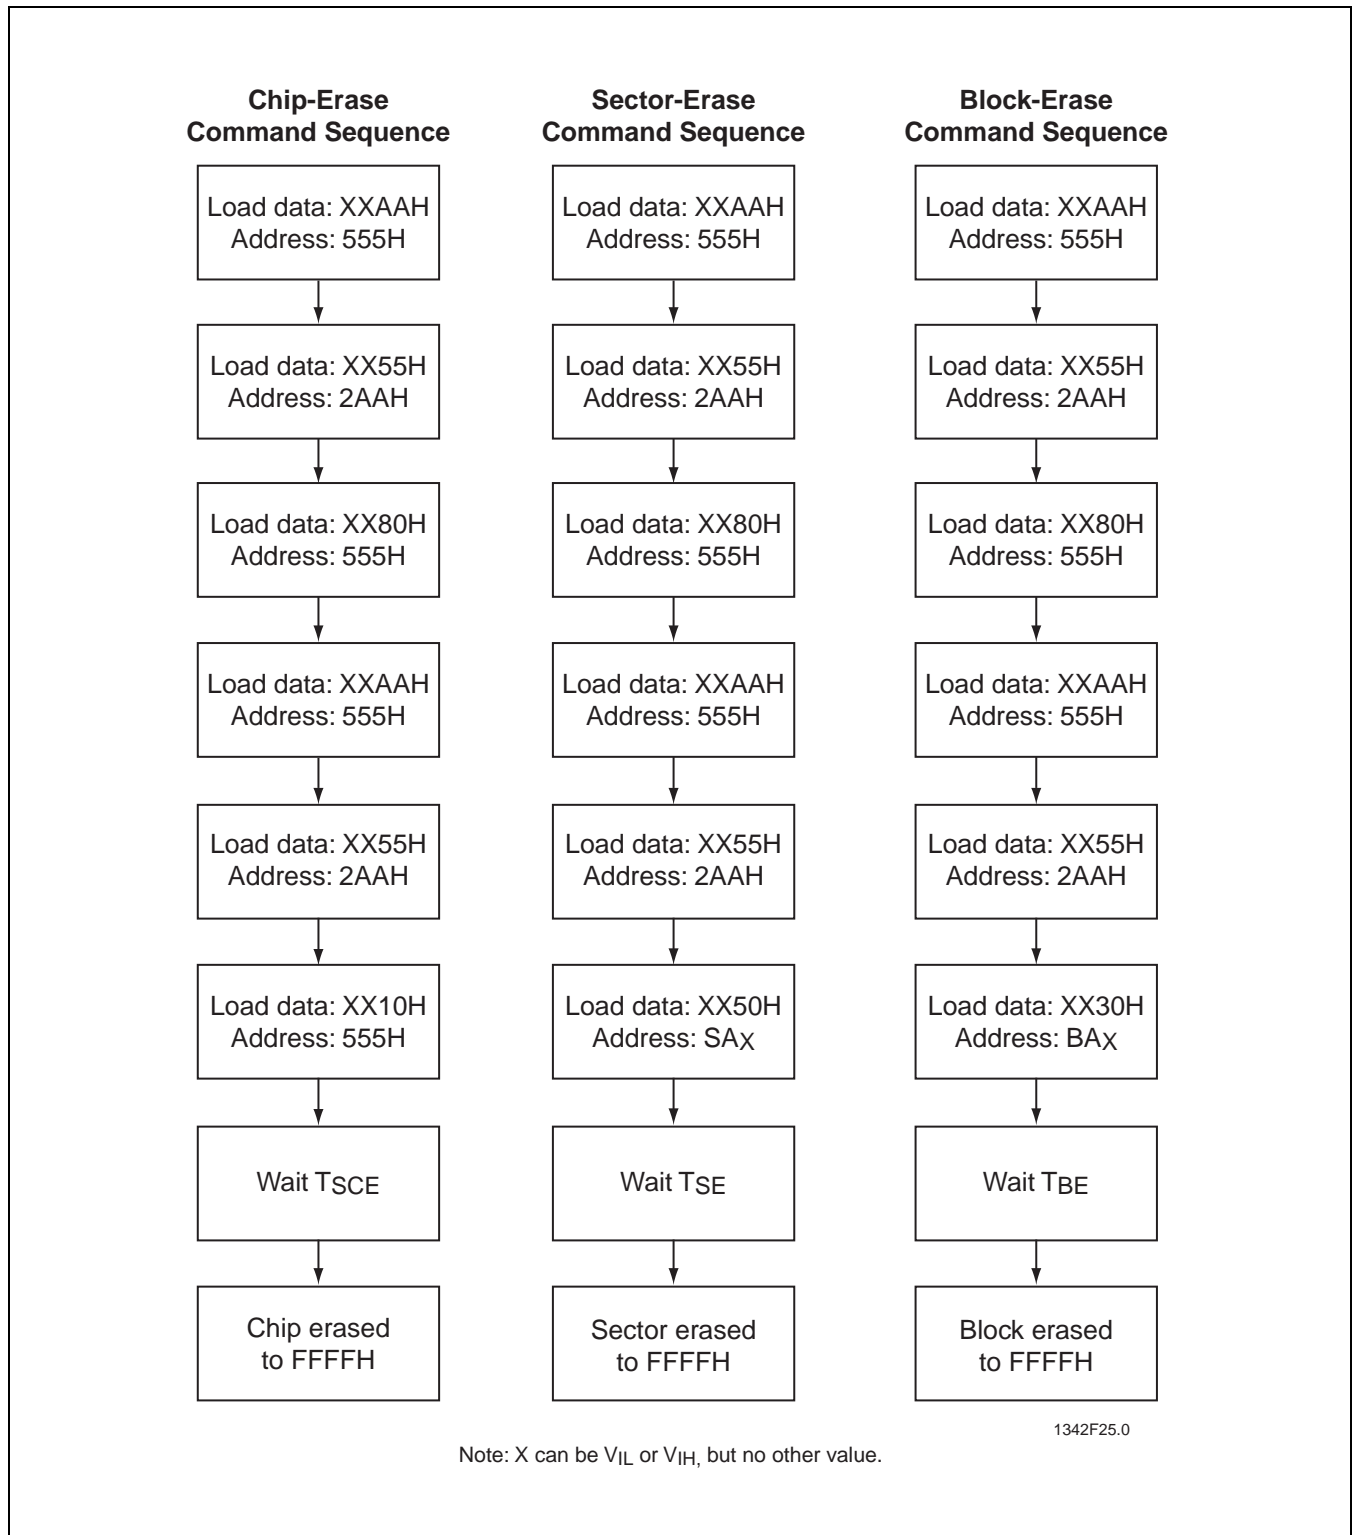 Chip-Erase
Command Sequence
Load data: XXAAH
Address: 555H
Load data: XX55H
Address: 2AAH
Load data: XX80H
Address: 555H
Load data: XXAAH
Address: 555H
Load data: XX55H
Address: 2AAH
Load data: XX10H
Address: 555H
Wait TSCE
Chip erased
to FFFFH
Sector-Erase
Command Sequence
Load data: XXAAH
Address: 555H
Load data: XX55H
Address: 2AAH
Load data: XX80H
Address: 555H
Load data: XXAAH
Address: 555H
Load data: XX55H
Address: 2AAH
Load data: XX50H
Address: SAX
Wait TSE
Sector erased
to FFFFH
Block-Erase
Command Sequence
Load data: XXAAH
Address: 555H
Load data: XX55H
Address: 2AAH
Load data: XX80H
Address: 555H
Load data: XXAAH
Address: 555H
Load data: XX55H
Address: 2AAH
Load data: XX30H
Address: BAX
Wait TBE
Block erased
to FFFFH
1342F25.0
Note: X can be VIL or VIH, but no other value.